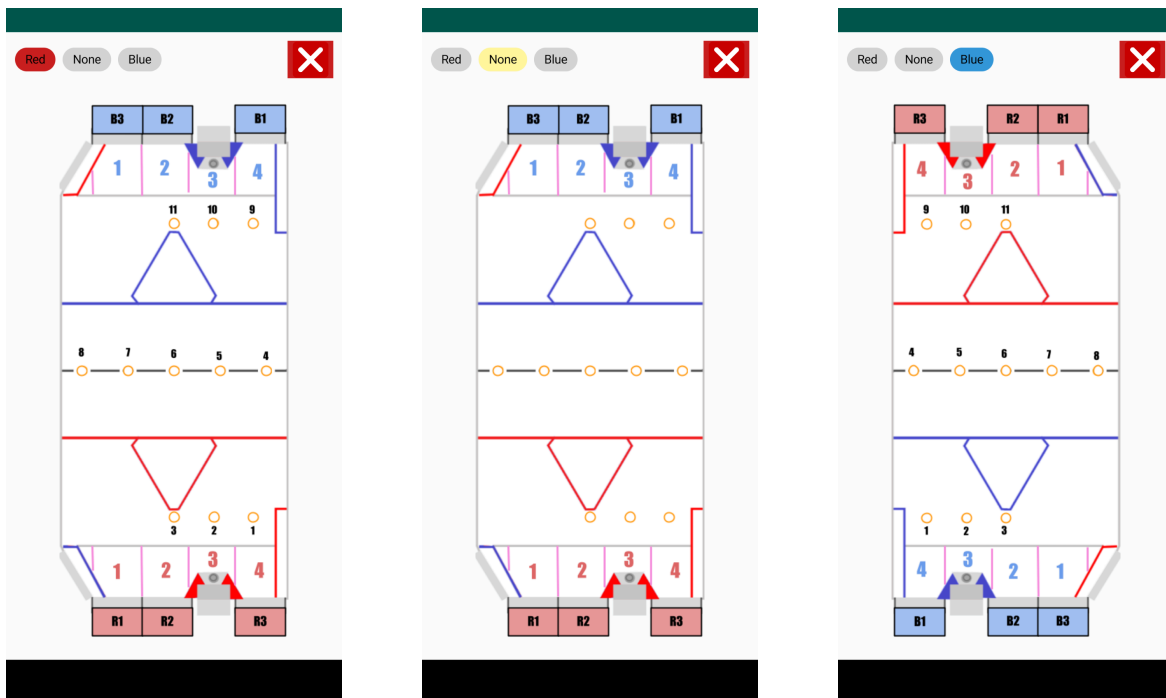 Red None Blue
B3 B2 B1
1 2 3 4
11 10 9
8 7 6 5 4
3 2 1
1 2 3 4
R1 R2 R3
Red None Blue
B3 B2 B1
1 2 3 4
1 2 3 4
R1 R2 R3
Red None Blue
R3 R2 R1
4 3 2 1
9 10 11
4 5 6 7 8
1 2 3
4 3 2 1
B1 B2 B3